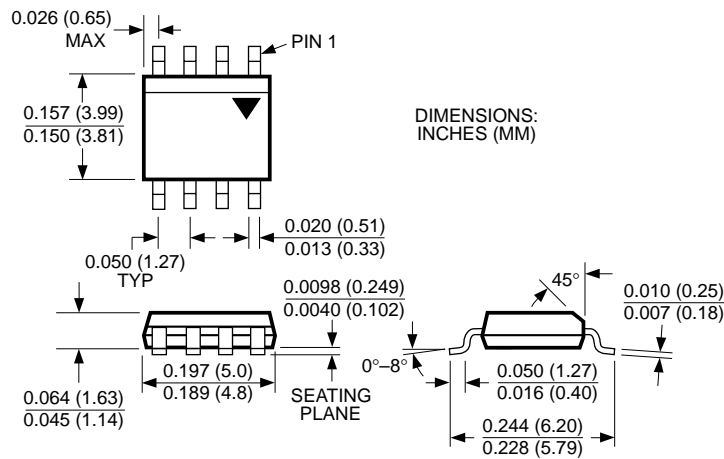 0.026 (0.65)
MAX
PIN 1
0.157 (3.99)
0.150 (3.81)
DIMENSIONS:
INCHES (MM)
0.020 (0.51)
0.013 (0.33)
0.050 (1.27)
TYP
0.0098 (0.249)
0.0040 (0.102)
45°
0.010 (0.25)
0.007 (0.18)
0°–8°
0.064 (1.63)
0.045 (1.14)
0.197 (5.0)
0.189 (4.8)
SEATING
PLANE
0.050 (1.27)
0.016 (0.40)
0.244 (6.20)
0.228 (5.79)